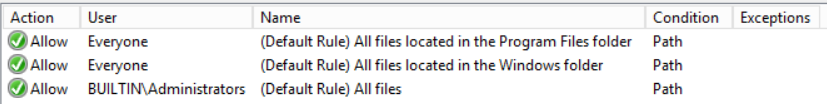 Action User Name Condition Exceptions
Allow Everyone (Default Rule) All files located in the Program Files folder Path
Allow Everyone (Default Rule) All files located in the Windows folder Path
Allow BUILTIN\Administrators (Default Rule) All files Path